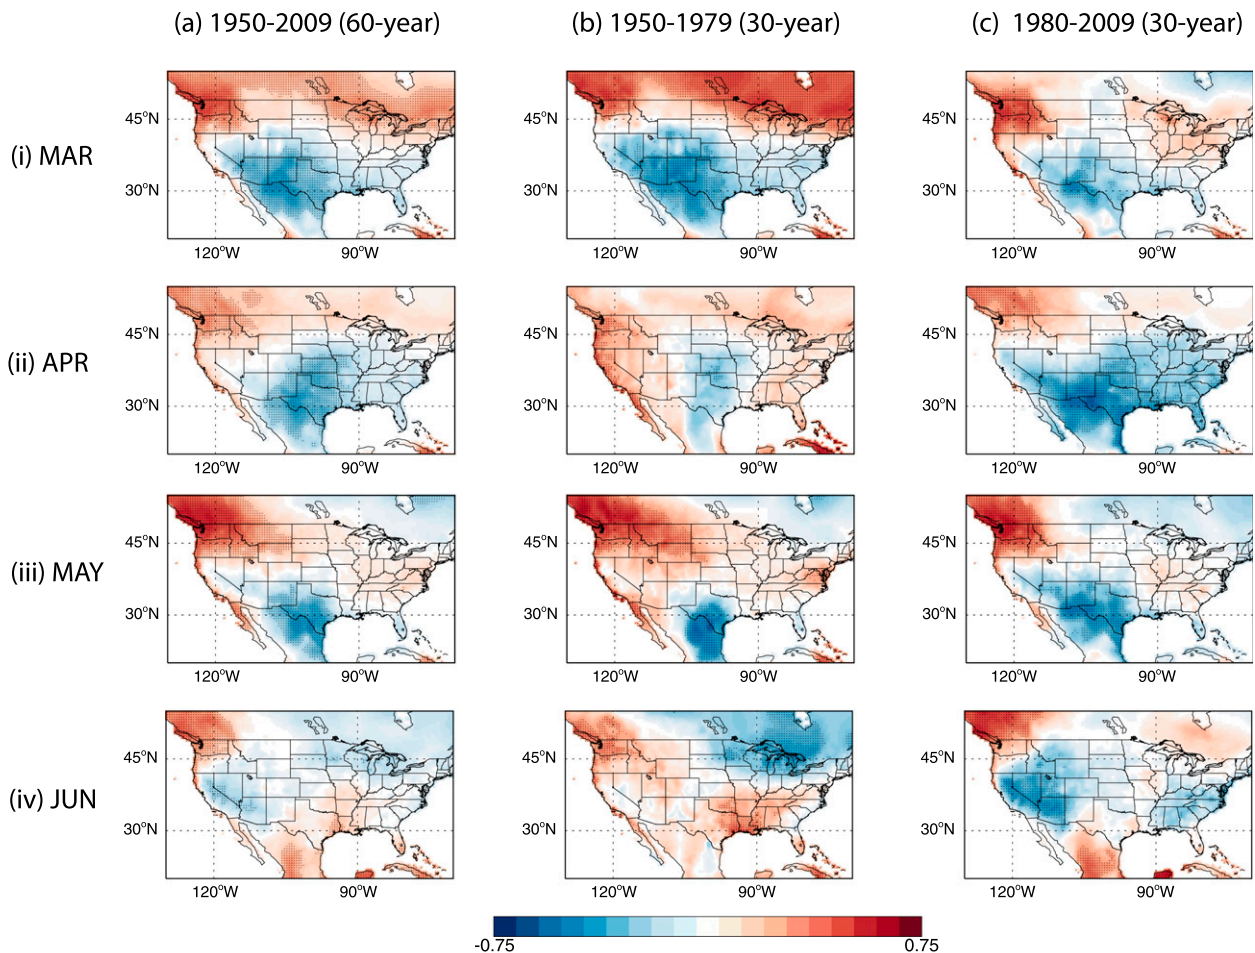 (a) 1950-2009 (60-year) (b) 1950-1979 (30-year) (c) 1980-2009 (30-year)
(i) MAR
45°N 45°N 45°N
30°N 30°N 30°N
120°W 90°W 120°W 90°W 120°W 90°W
(ii) APR
45°N 45°N 45°N
30°N 30°N 30°N
120°W 90°W 120°W 90°W 120°W 90°W
(iii) MAY
45°N 45°N 45°N
30°N 30°N 30°N
120°W 90°W 120°W 90°W 120°W 90°W
(iv) JUN
45°N 45°N 45°N
30°N 30°N 30°N
120°W 90°W 120°W 90°W 120°W 90°W
-0.75 0.75